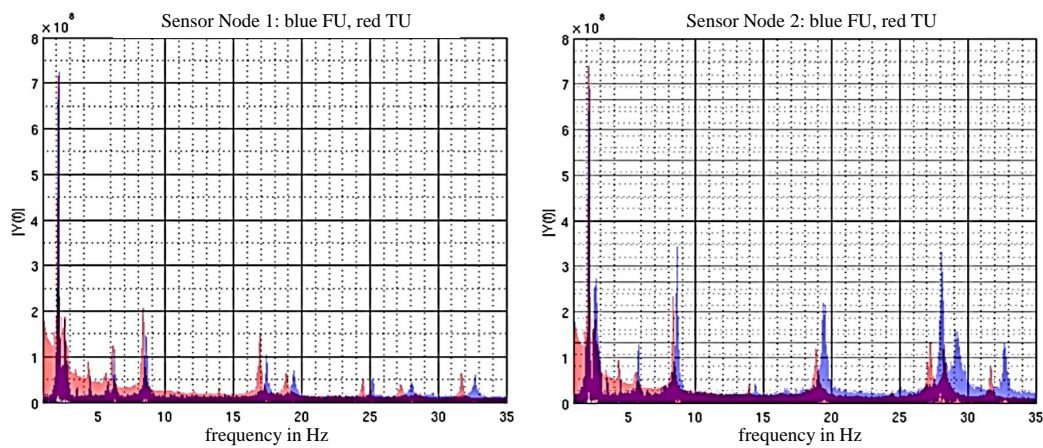 Sensor Node 1: blue FU, red TU
× 10⁸
8
7
6
5
4
3
2
1
0
|Y(f)|
5 10 15 20 25 30 35
frequency in Hz
Sensor Node 2: blue FU, red TU
× 10⁸
8
7
6
5
4
3
2
1
0
|Y(f)|
5 10 15 20 25 30 35
frequency in Hz